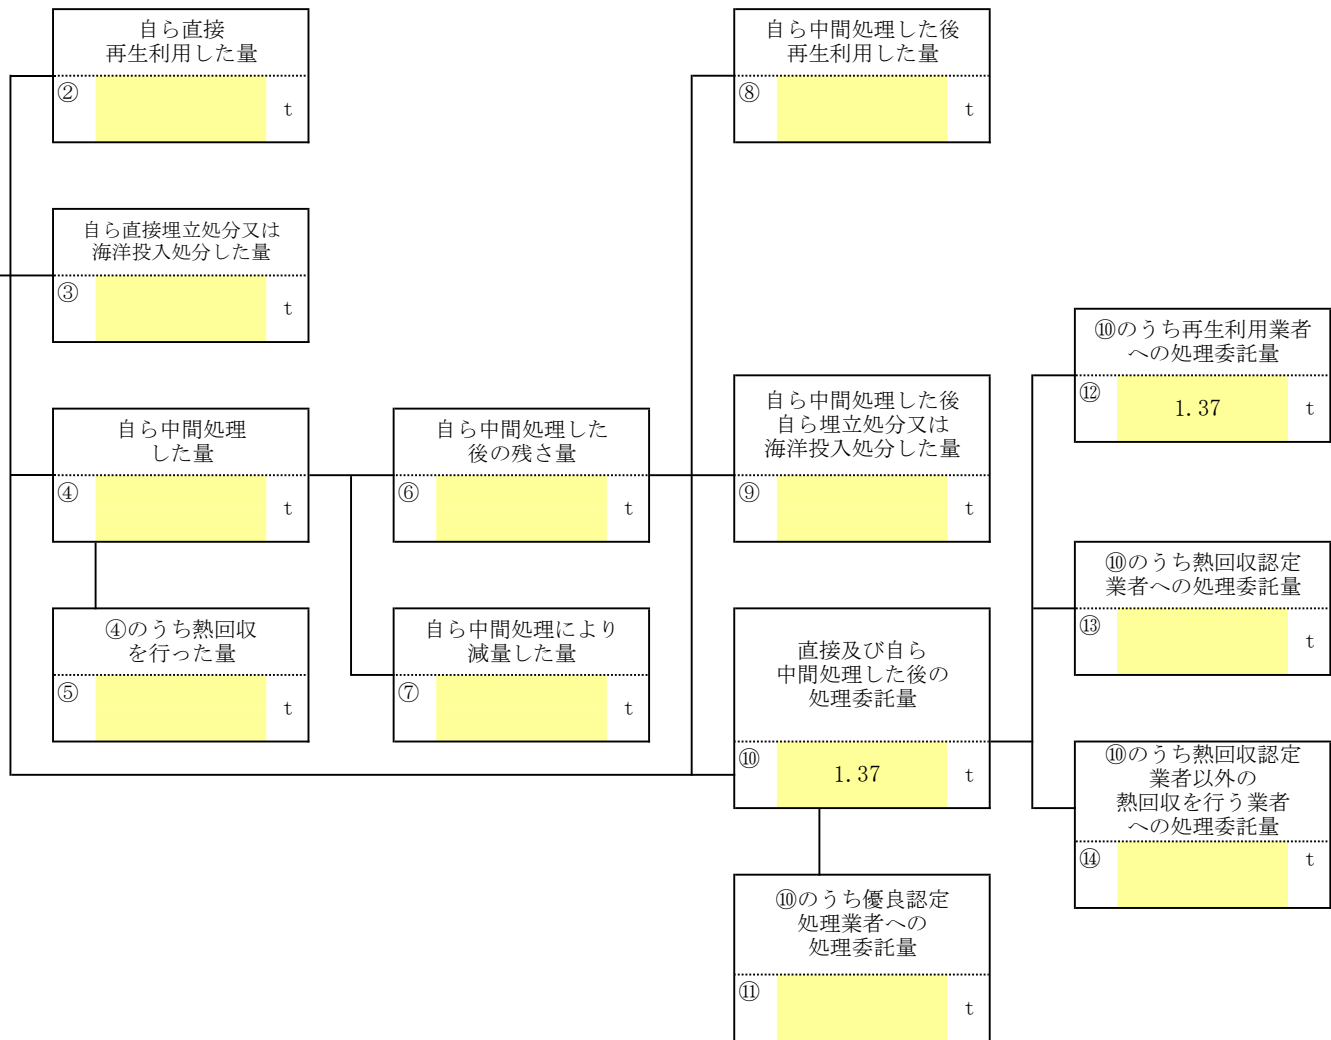 自ら直接
再生利用した量
②
t
自ら中間処理した後
再生利用した量
⑧
t
自ら直接埋立処分又は
海洋投入処分した量
③
t
⑩のうち再生利用業者
への処理委託量
⑫
1.37
t
自ら中間処理
した量
④
t
自ら中間処理した
後の残さ量
⑥
t
自ら中間処理した後
自ら埋立処分又は
海洋投入処分した量
⑨
t
⑩のうち熱回収認定
業者への処理委託量
⑬
t
④のうち熱回収
を行った量
⑤
t
自ら中間処理により
減量した量
⑦
t
直接及び自ら
中間処理した後の
処理委託量
⑩
1.37
t
⑩のうち熱回収認定
業者以外の
熱回収を行う業者
への処理委託量
⑭
t
⑩のうち優良認定
処理業者への
処理委託量
⑪
t